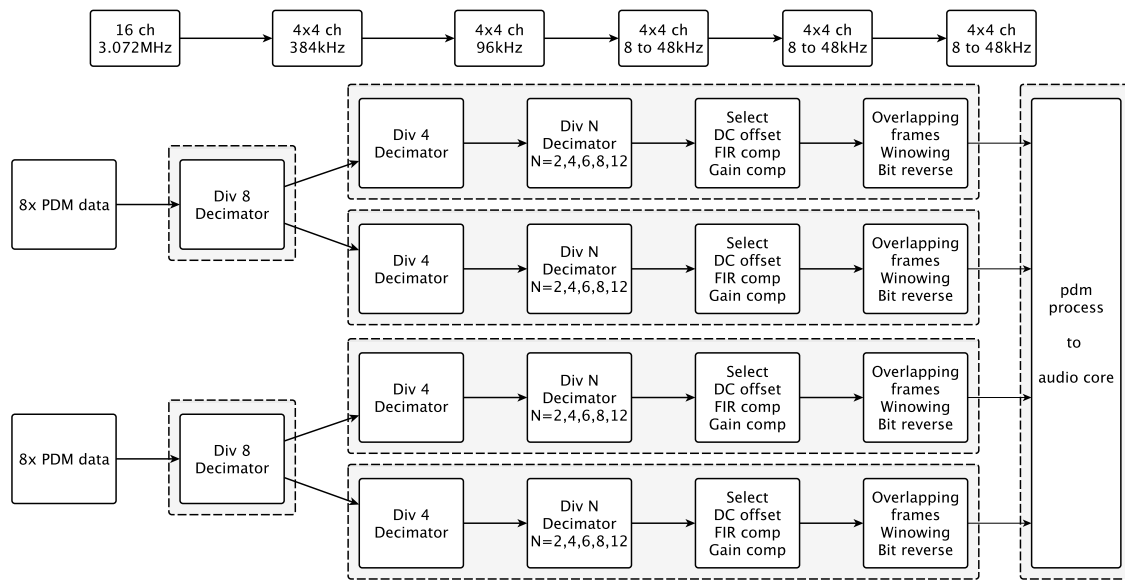 16 ch
3.072MHz
4x4 ch
384kHz
4x4 ch
96kHz
4x4 ch
8 to 48kHz
4x4 ch
8 to 48kHz
4x4 ch
8 to 48kHz
8x PDM data
Div 8
Decimator
Div 4
Decimator
Div N
Decimator
N=2,4,6,8,12
Select
DC offset
FIR comp
Gain comp
Overlapping
frames
Winowing
Bit reverse
Div 4
Decimator
Div N
Decimator
N=2,4,6,8,12
Select
DC offset
FIR comp
Gain comp
Overlapping
frames
Winowing
Bit reverse
8x PDM data
Div 8
Decimator
Div 4
Decimator
Div N
Decimator
N=2,4,6,8,12
Select
DC offset
FIR comp
Gain comp
Overlapping
frames
Winowing
Bit reverse
Div 4
Decimator
Div N
Decimator
N=2,4,6,8,12
Select
DC offset
FIR comp
Gain comp
Overlapping
frames
Winowing
Bit reverse
pdm
process
to
audio core